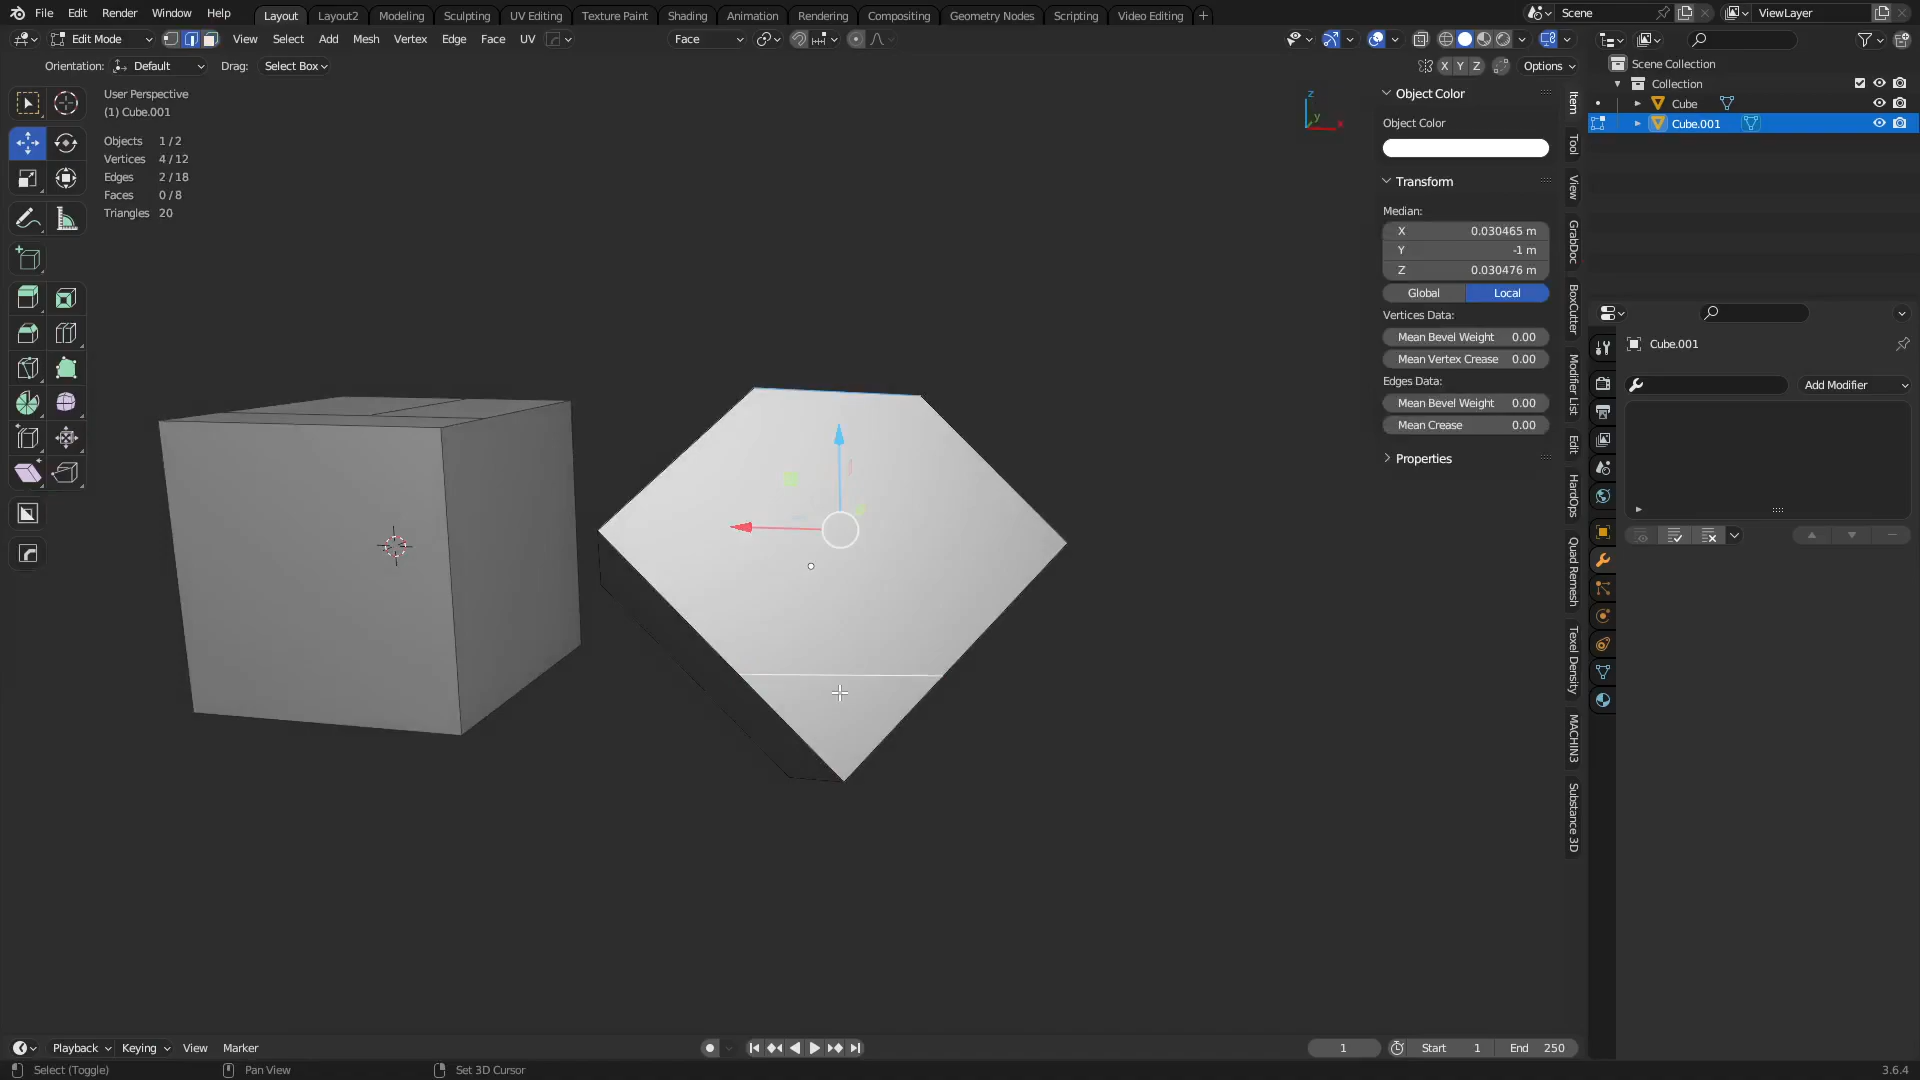 File Edit Render Window Help Layout Layout2 Modeling Sculpting UV Editing Texture Paint Shading Animation Rendering Compositing Geometry Nodes Scripting Video Editing + Scene ViewLayer
Edit Mode View Select Add Mesh Vertex Edge Face UV Face
Orientation: Default Drag: Select Box X Y Z Options
User Perspective
(1) Cube.001
Objects 1 / 2
Vertices 4 / 12
Edges 2 / 18
Faces 0 / 8
Triangles 20
z
y
x
Object Color
Object Color
Transform
Median:
X 0.030465 m
Y -1 m
Z 0.030476 m
Global Local
Vertices Data:
Mean Bevel Weight 0.00
Mean Vertex Crease 0.00
Edges Data:
Mean Bevel Weight 0.00
Mean Crease 0.00
Properties
Item
Tool
View
GrabDoc
BoxCutter
Modifier List
Edit
HardOps
Quad Remesh
Texel Density
MACHIN3
Substance 3D
Scene Collection
Collection
Cube
Cube.001
Cube.001
Add Modifier
Playback Keying View Marker 1 Start 1 End 250
Select (Toggle) Pan View Set 3D Cursor 3.6.4